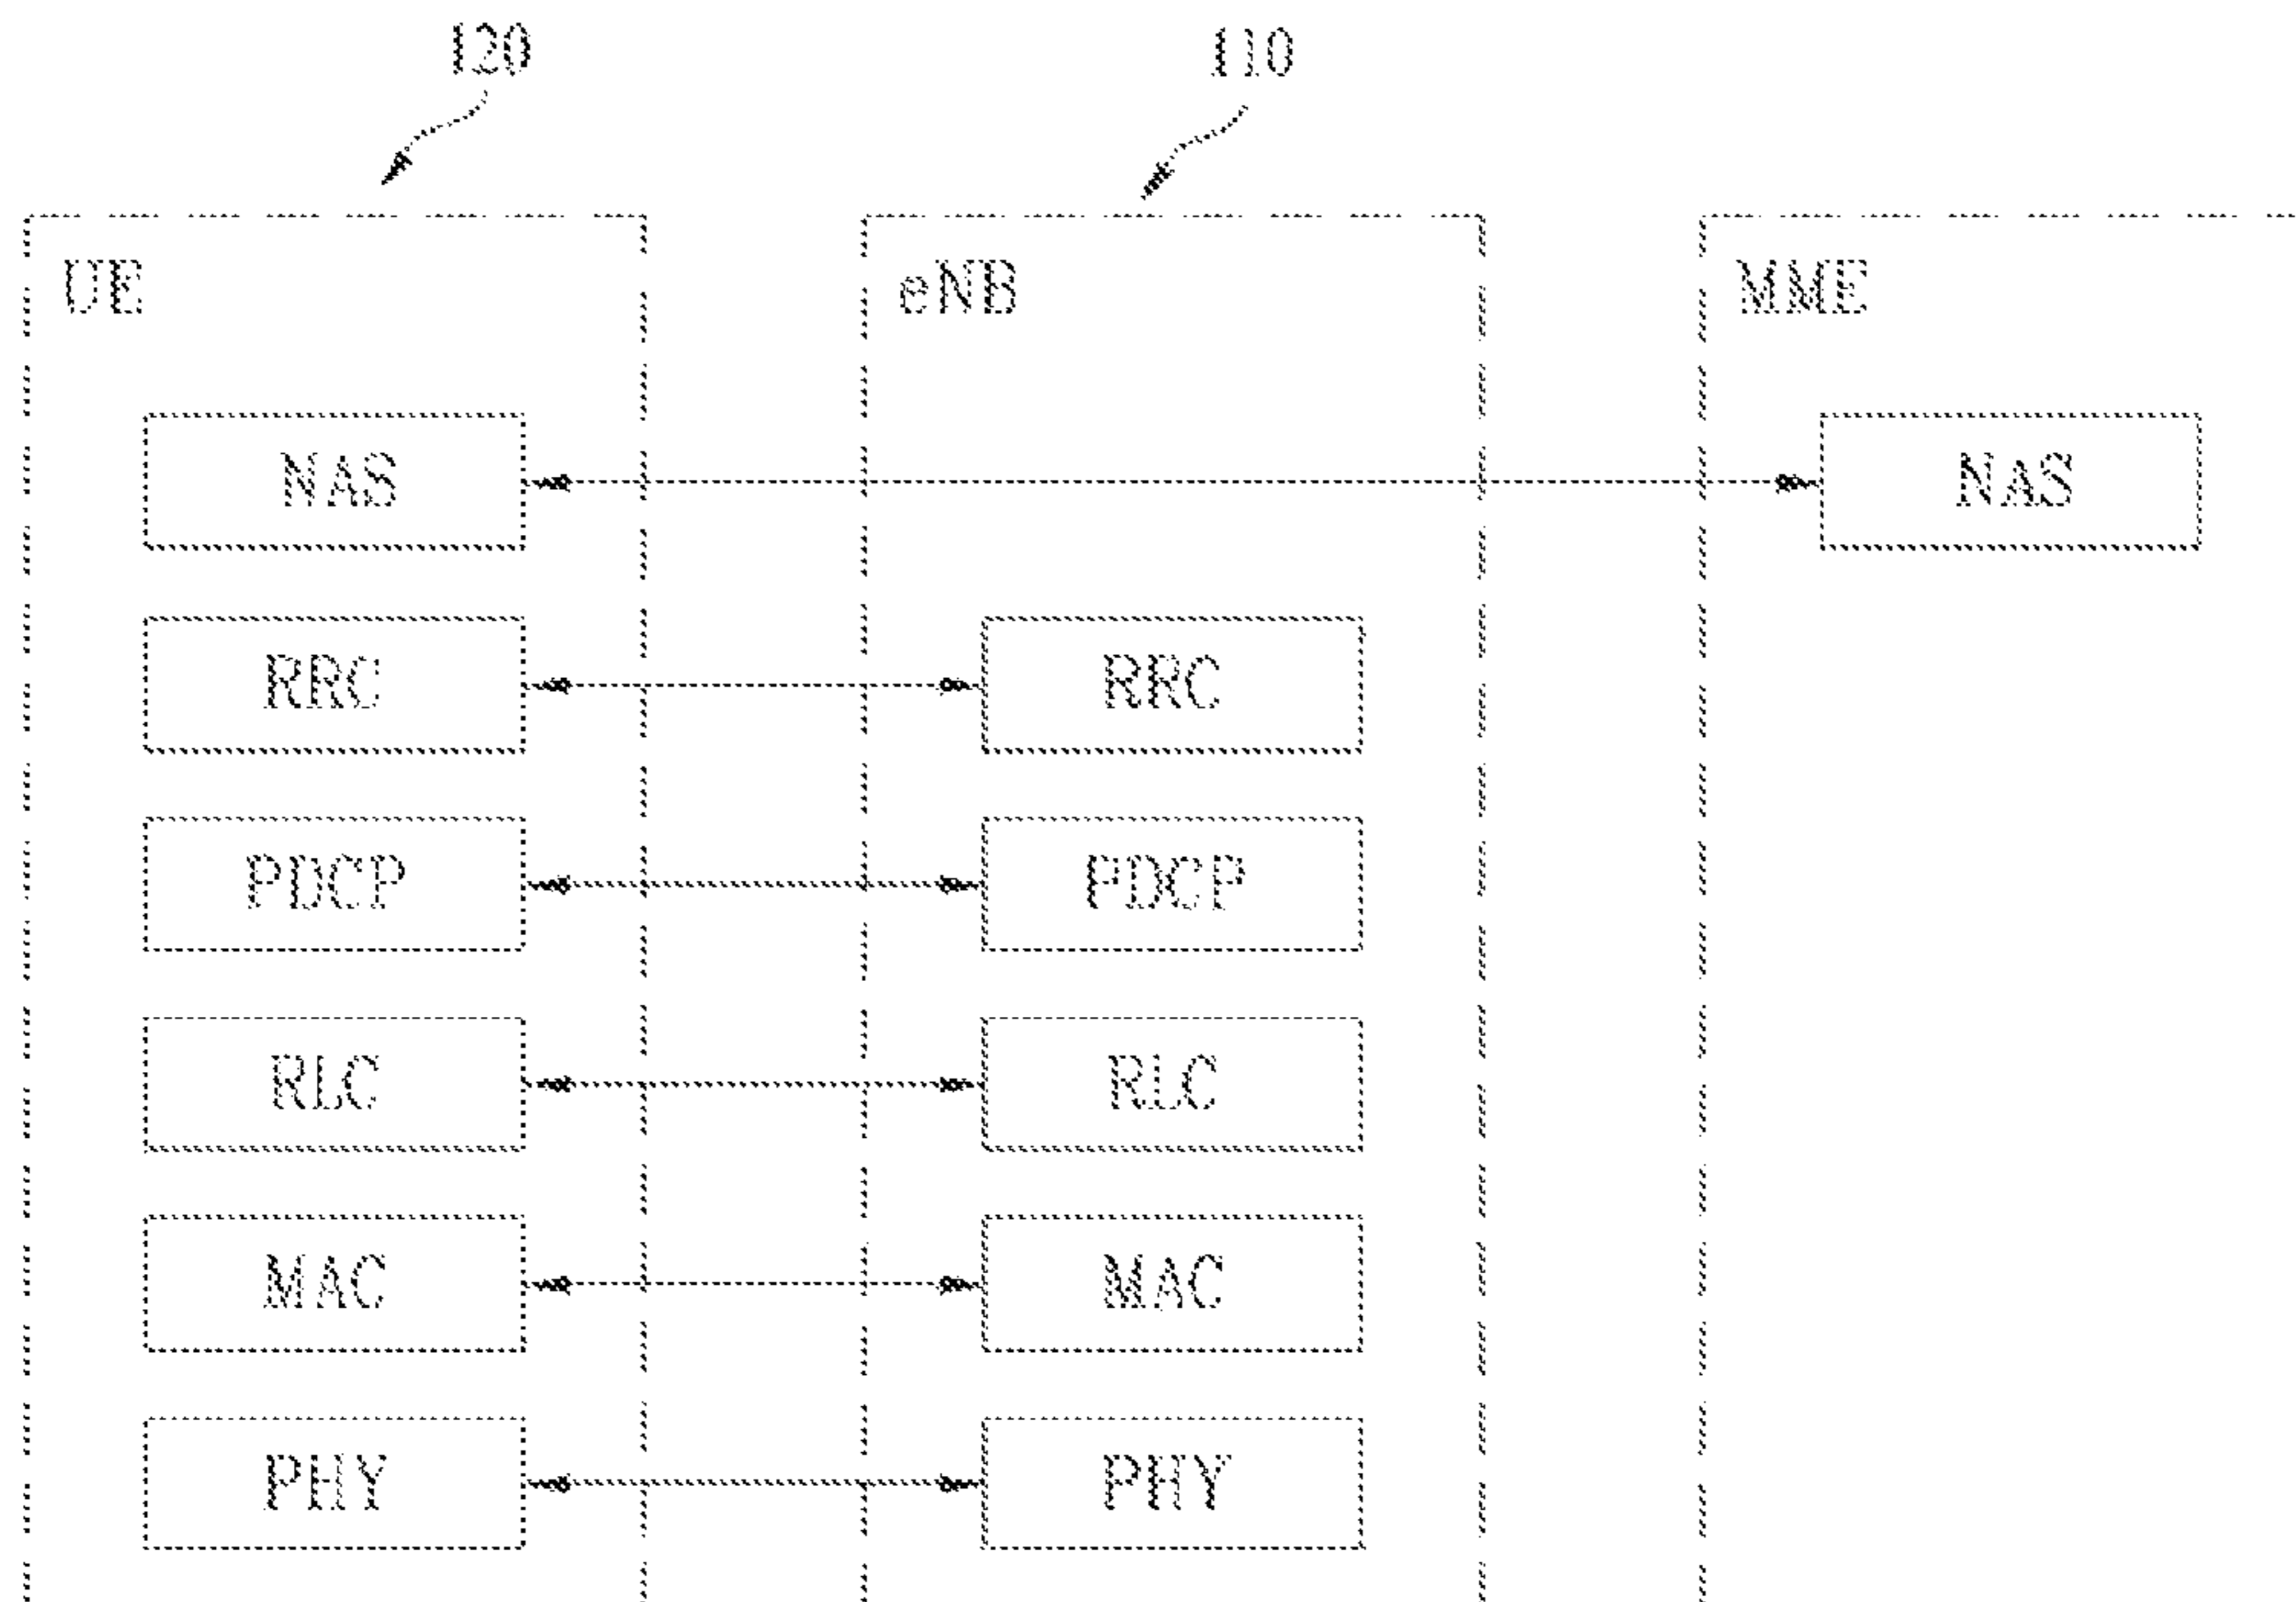 120 110
UE eNB MME
NAS NAS
RRC RRC
PDCP PDCP
RLC RLC
MAC MAC
PHY PHY